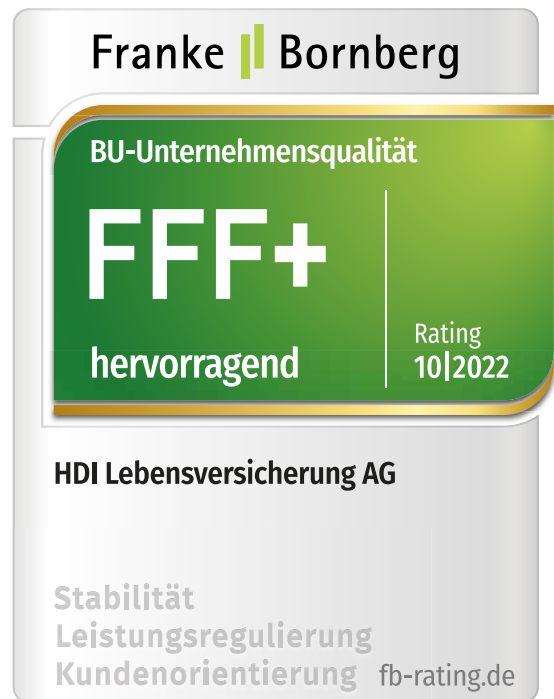 Franke Bornberg
BU-Unternehmensqualität
FFF+
hervorragend
Rating
10|2022
HDI Lebensversicherung AG
Stabilität
Leistungsregulierung
Kundenorientierung
fb-rating.de